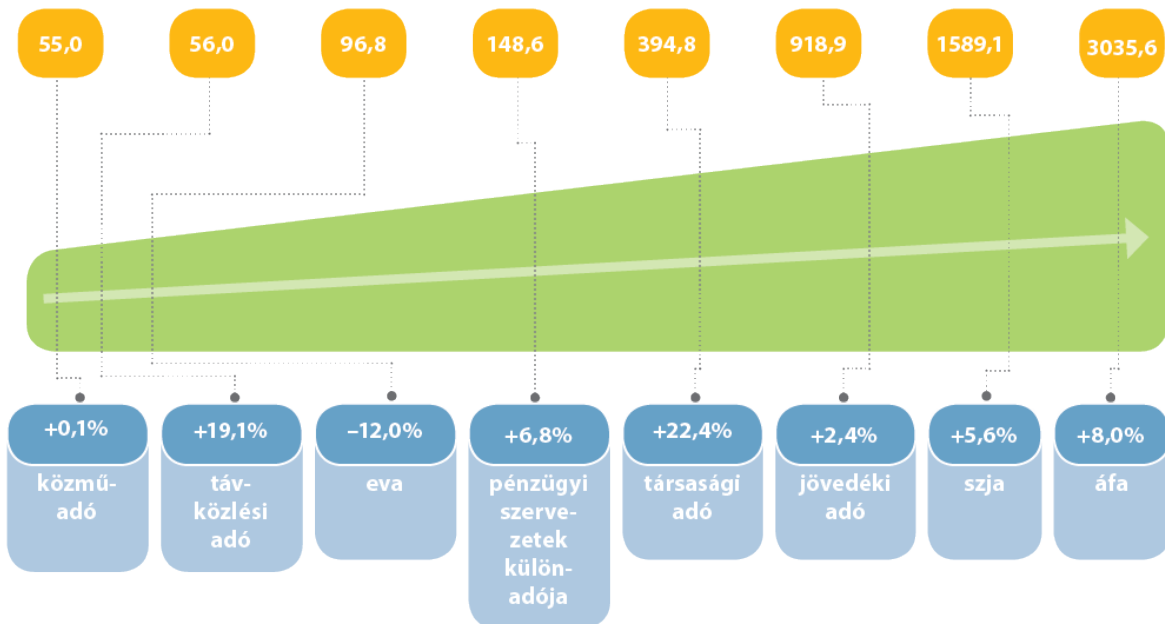 55,0
56,0
96,8
148,6
394,8
918,9
1589,1
3035,6
+0,1%
közmű-
adó
+19,1%
táv-
közlési
adó
–12,0%
eva
+6,8%
pénzügyi
szerve-
zetek
külön-
adója
+22,4%
társasági
adó
+2,4%
jövedéki
adó
+5,6%
szja
+8,0%
áfa